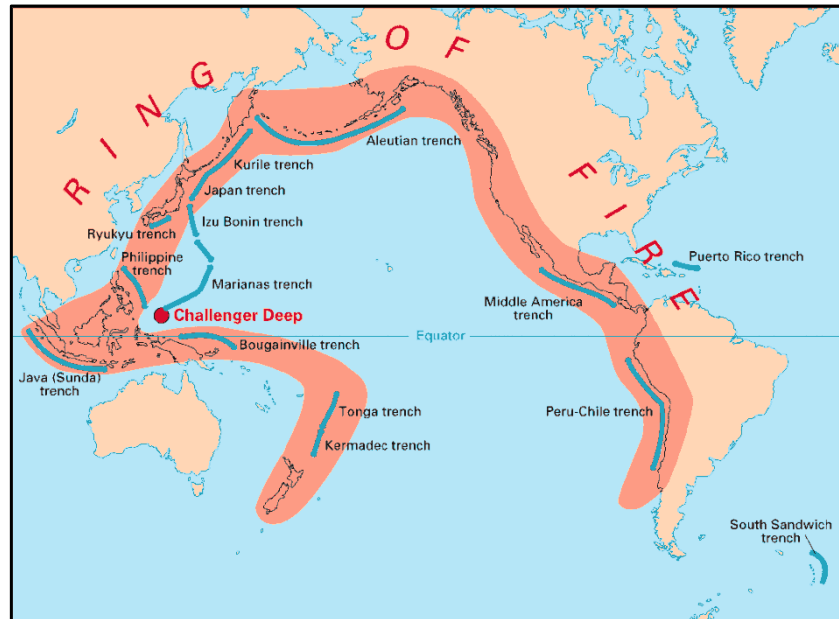 RING OF FIRE
Aleutian trench
Kurile trench
Japan trench
Izu Bonin trench
Ryukyu trench
Philippine
trench
Marianas trench
Challenger Deep
Puerto Rico trench
Middle America
trench
Equator
Bougainville trench
Java (Sunda)
trench
Tonga trench
Kermadec trench
Peru-Chile trench
South Sandwich
trench